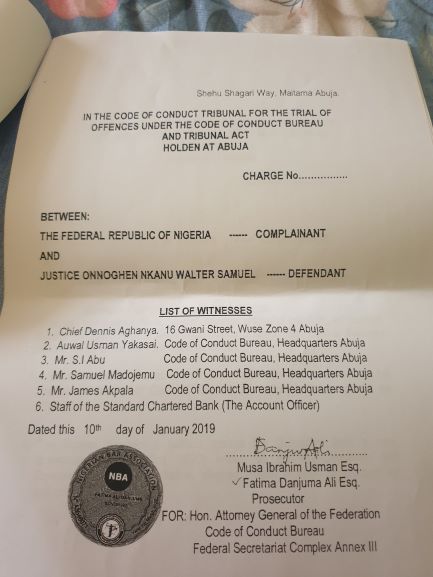 Shehu Shagari Way, Maitama Abuja.
IN THE CODE OF CONDUCT TRIBUNAL FOR THE TRIAL OF
OFFENCES UNDER THE CODE OF CONDUCT BUREAU
AND TRIBUNAL ACT
HOLDEN AT ABUJA
CHARGE No................
BETWEEN:
THE FEDERAL REPUBLIC OF NIGERIA ------ COMPLAINANT
AND
JUSTICE ONNOGHEN NKANU WALTER SAMUEL ------ DEFENDANT
LIST OF WITNESSES
1. Chief Dennis Aghanya. 16 Gwani Street, Wuse Zone 4 Abuja
2. Auwal Usman Yakasai. Code of Conduct Bureau, Headquarters Abuja
3. Mr. S.I Abu Code of Conduct Bureau, Headquarters Abuja
4. Mr. Samuel Madojemu Code of Conduct Bureau, Headquarters Abuja
5. Mr. James Akpala Code of Conduct Bureau, Headquarters Abuja
6. Staff of the Standard Chartered Bank (The Account Officer)
Dated this 10th day of January 2019
Musa Ibrahim Usman Esq.
✓ Fatima Danjuma Ali Esq.
Prosecutor
FOR: Hon. Attorney General of the Federation
Code of Conduct Bureau
Federal Secretariat Complex Annex III
NIGERIAN BAR ASSOCIATION
NBA